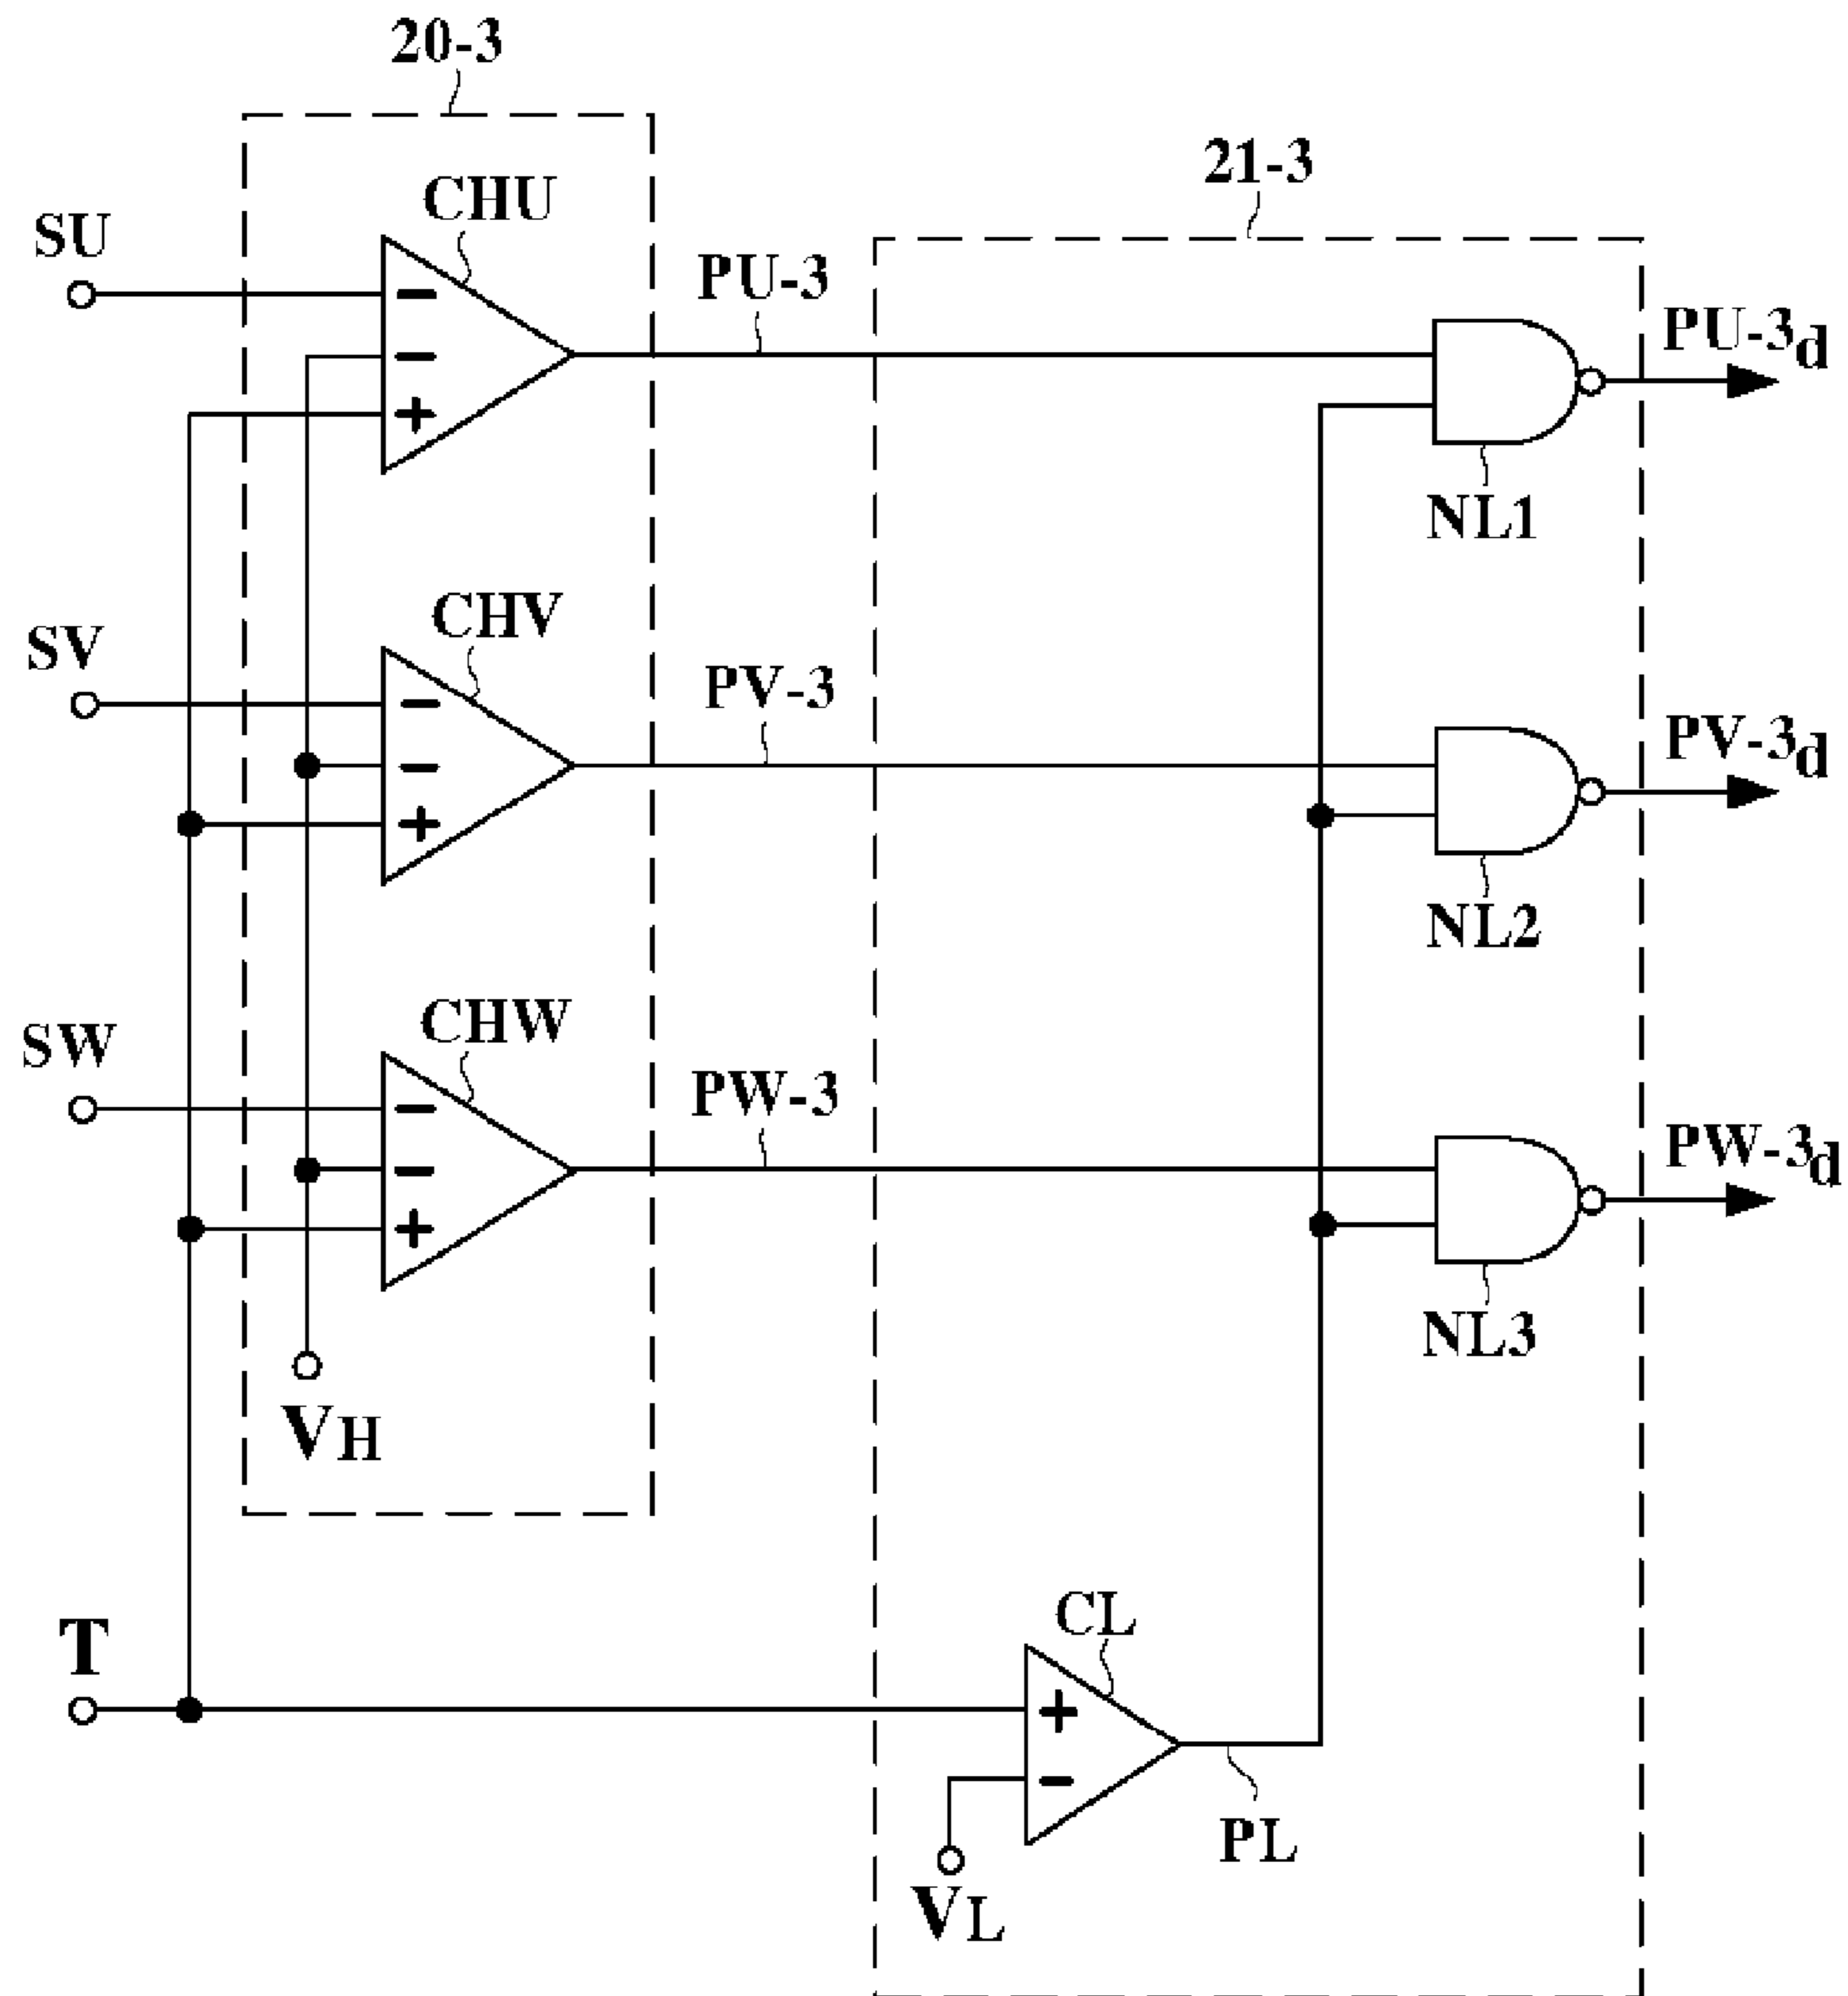 20-3
21-3
CHU
SU
PU-3
PU-3d
NL1
CHV
SV
PV-3
PV-3d
NL2
CHW
SW
PW-3
PW-3d
NL3
VH
T
CL
PL
VL